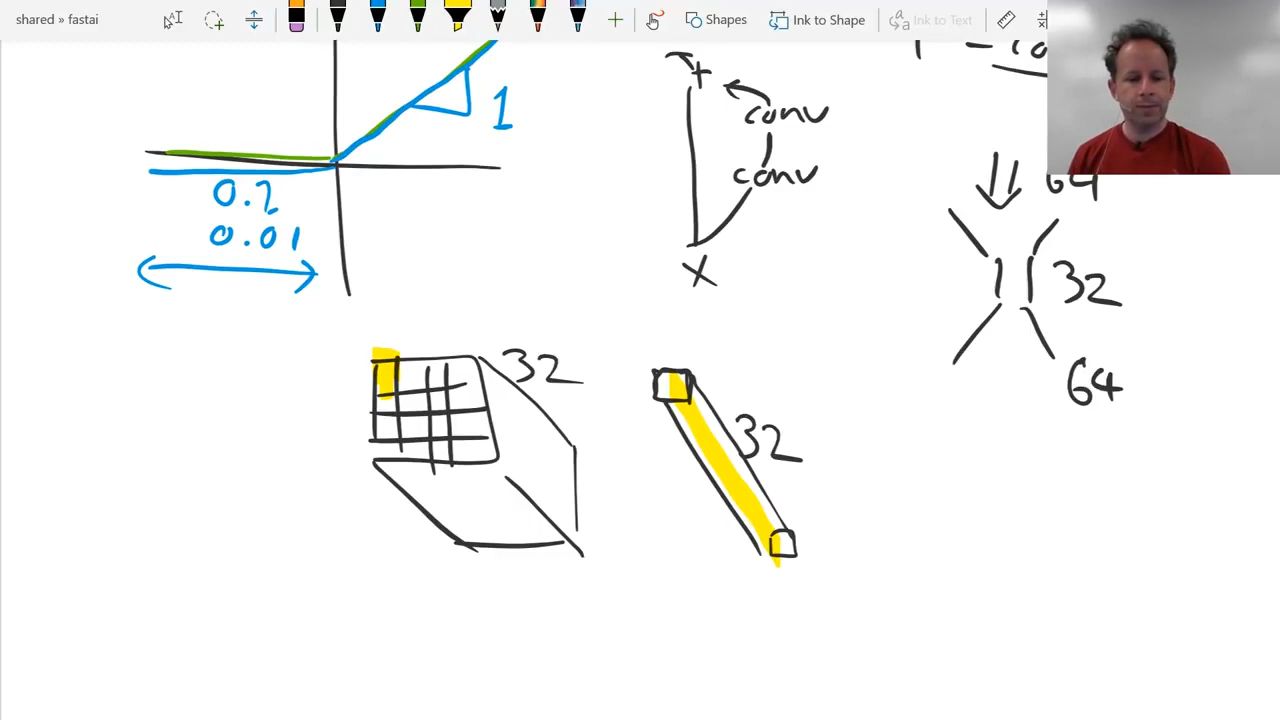 shared » fastai
Shapes
Ink to Shape
Ink to Text
1
0.2
0.01
+
conv
conv
X
64
32
64
32
32